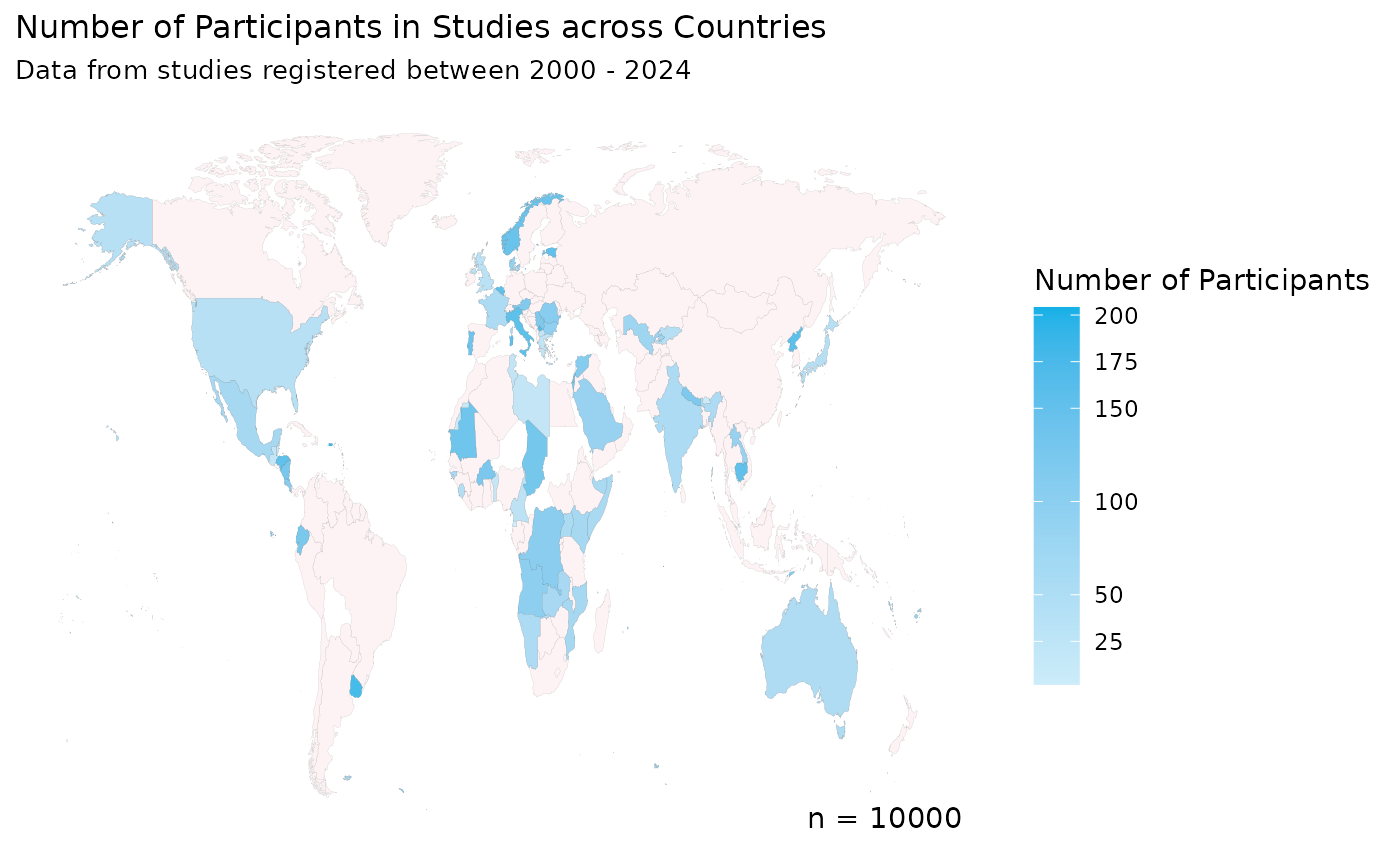 Number of Participants in Studies across Countries
Data from studies registered between 2000 - 2024
Number of Participants
200
175
150
100
50
25
n = 10000